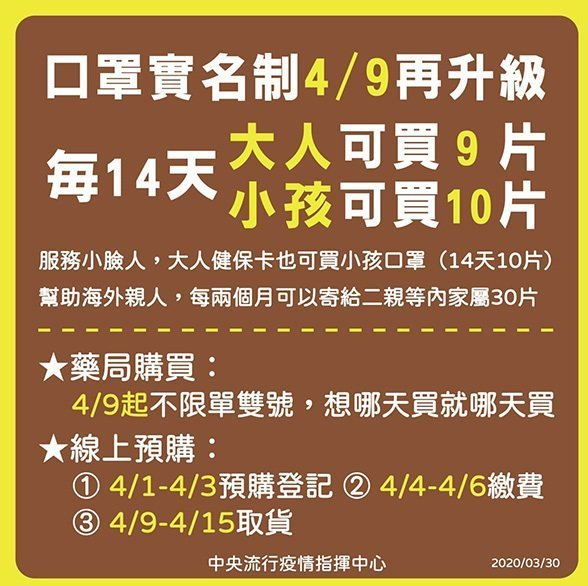 口罩實名制4/9再升級
每14天
大人可買9片
小孩可買10片
服務小臉人，大人健保卡也可買小孩口罩（14天10片）
幫助海外親人，每兩個月可以寄給二親等內家屬30片
★藥局購買：
4/9起不限單雙號，想哪天買就哪天買
★線上預購：
① 4/1-4/3預購登記 ② 4/4-4/6繳費
③ 4/9-4/15取貨
中央流行疫情指揮中心 2020/03/30